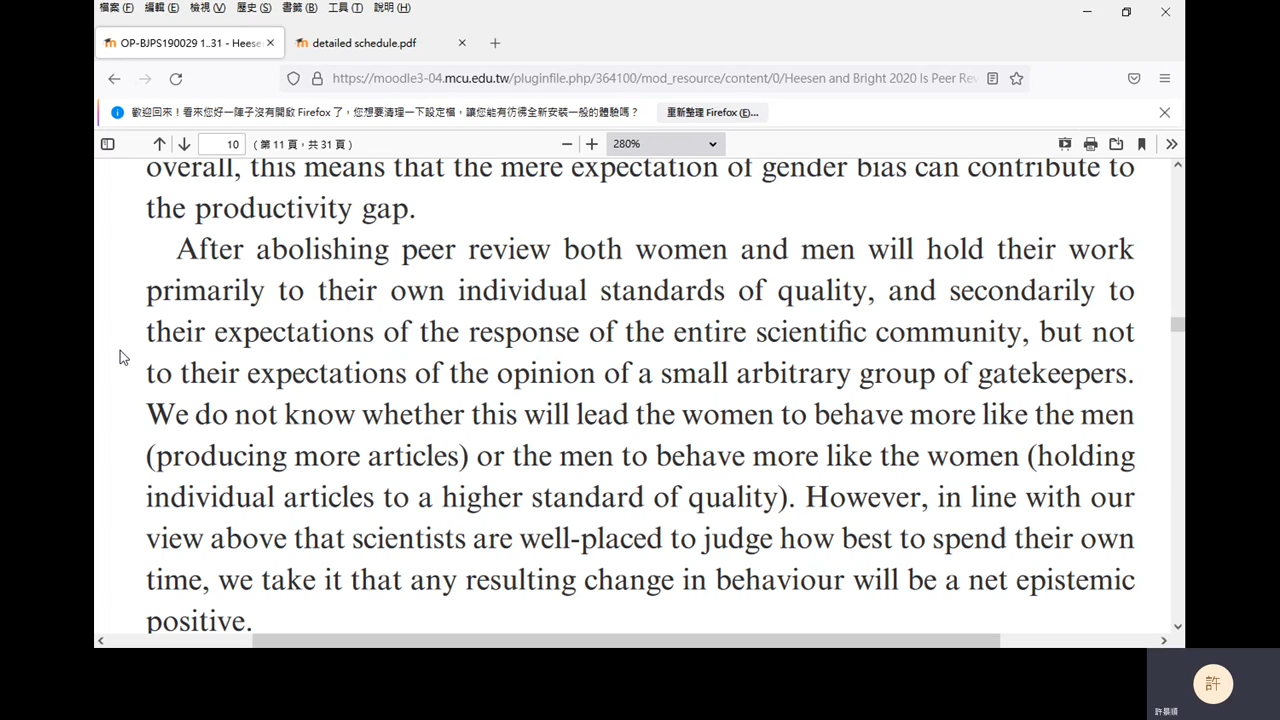 檔案(F) 編輯(E) 檢視(V) 歷史(S) 書籤(B) 工具(T) 說明(H)
OP-BJPS190029 1..31 - Heese
detailed schedule.pdf
https://moodle3-04.mcu.edu.tw/pluginfile.php/364100/mod_resource/content/0/Heesen and Bright 2020 Is Peer Rev
歡迎回來！看來您好一陣子沒有開啟 Firefox 了，您想要清理一下設定檔，讓您能有彷彿全新安裝一般的體驗嗎？ 重新整理 Firefox (E)…
10 (第 11 頁，共 31 頁) 280%
overall, this means that the mere expectation of gender bias can contribute to
the productivity gap.
After abolishing peer review both women and men will hold their work
primarily to their own individual standards of quality, and secondarily to
their expectations of the response of the entire scientific community, but not
to their expectations of the opinion of a small arbitrary group of gatekeepers.
We do not know whether this will lead the women to behave more like the men
(producing more articles) or the men to behave more like the women (holding
individual articles to a higher standard of quality). However, in line with our
view above that scientists are well-placed to judge how best to spend their own
time, we take it that any resulting change in behaviour will be a net epistemic
positive.
許